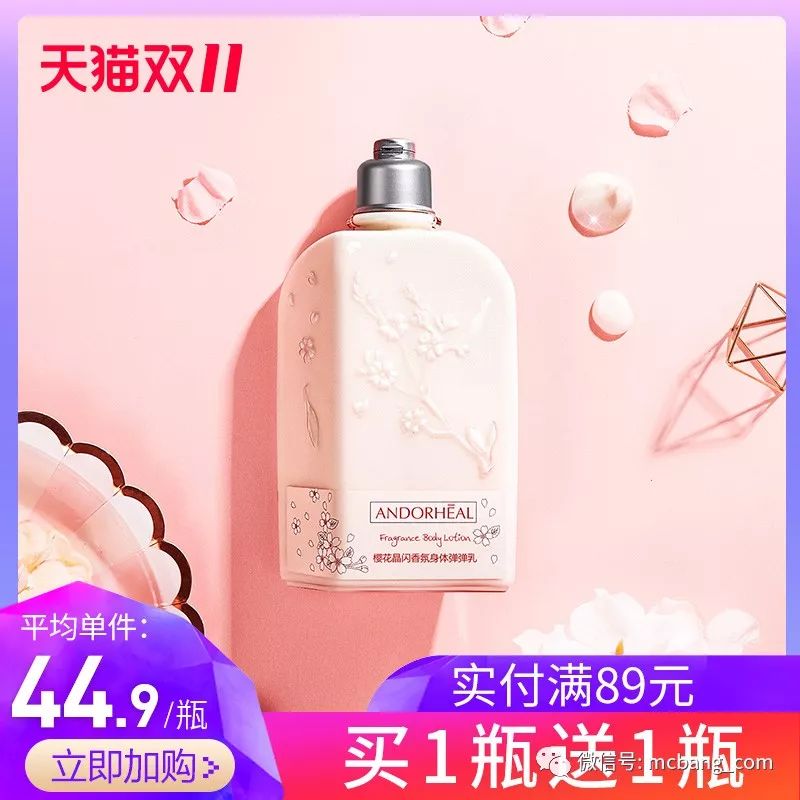 天猫双11
ANDORHĒAL
Fragrance Body Lotion
樱花晶闪香氛身体弹弹乳
平均单件：
44.9/瓶
立即加购>
实付满89元
买1瓶送1瓶
微信号: mcbang_com